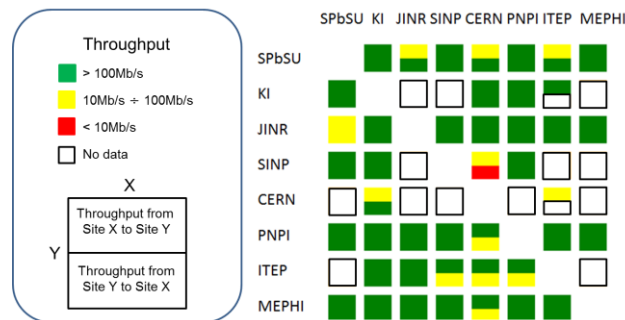 SPbSU KI JINR SINP CERN PNPI ITEP MEPHI
Throughput
> 100Mb/s
10Mb/s ÷ 100Mb/s
< 10Mb/s
No data
X
Throughput from
Site X to Site Y
Y
Throughput from
Site Y to Site X
SPbSU
KI
JINR
SINP
CERN
PNPI
ITEP
MEPHI